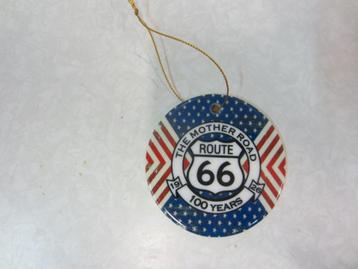 THE MOTHER ROAD
ROUTE
66
19
26
100 YEARS